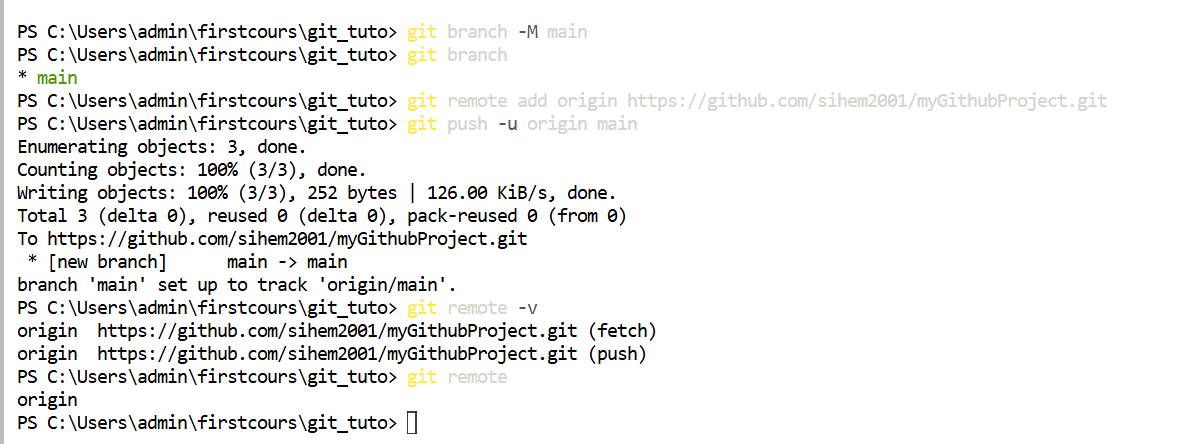 PS C:\Users\admin\firstcours\git_tuto> git branch -M main
PS C:\Users\admin\firstcours\git_tuto> git branch
* main
PS C:\Users\admin\firstcours\git_tuto> git remote add origin https://github.com/sihem2001/myGithubProject.git
PS C:\Users\admin\firstcours\git_tuto> git push -u origin main
Enumerating objects: 3, done.
Counting objects: 100% (3/3), done.
Writing objects: 100% (3/3), 252 bytes | 126.00 KiB/s, done.
Total 3 (delta 0), reused 0 (delta 0), pack-reused 0 (from 0)
To https://github.com/sihem2001/myGithubProject.git
 * [new branch]      main -> main
branch 'main' set up to track 'origin/main'.
PS C:\Users\admin\firstcours\git_tuto> git remote -v
origin  https://github.com/sihem2001/myGithubProject.git (fetch)
origin  https://github.com/sihem2001/myGithubProject.git (push)
PS C:\Users\admin\firstcours\git_tuto> git remote
origin
PS C:\Users\admin\firstcours\git_tuto>